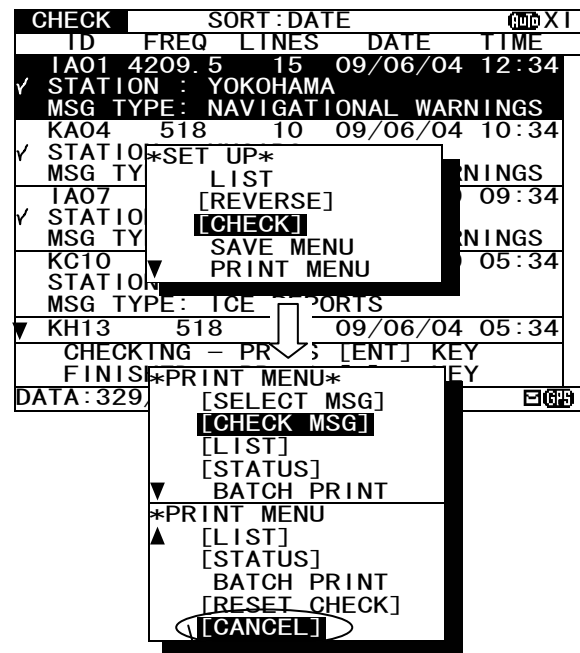 CHECK SORT:DATE AUTO XI
ID FREQ LINES DATE TIME
IA01 4209.5 15 09/06/04 12:34
√ STATION : YOKOHAMA
MSG TYPE: NAVIGATIONAL WARNINGS
KA04 518 10 09/06/04 10:34
√ STATIO
MSG TY NINGS
IA07 09:34
√ STATIO
MSG TY NINGS
KC10 05:34
STATION
MSG TYPE: ICE REPORTS
▼ KH13 518 09/06/04 05:34
CHECKING – PR S [ENT] KEY
FINISH Y
DATA:329/ GPS
*SET UP*
LIST
[REVERSE]
[CHECK]
SAVE MENU
▼ PRINT MENU
*PRINT MENU*
[SELECT MSG]
[CHECK MSG]
[LIST]
[STATUS]
▼ BATCH PRINT
*PRINT MENU
▲ [LIST]
[STATUS]
BATCH PRINT
[RESET CHECK]
[CANCEL]